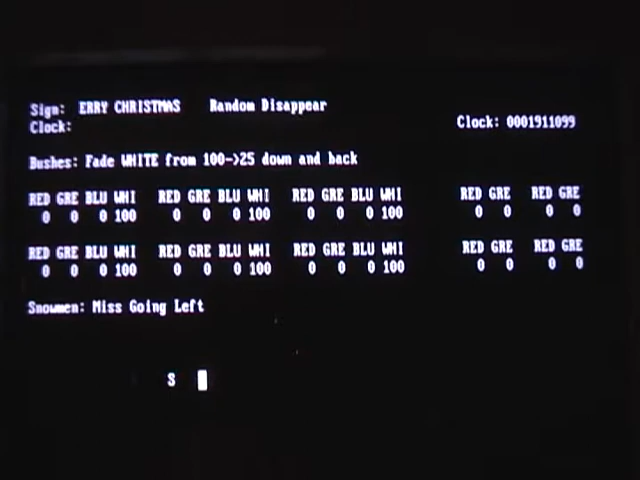 Sign: ERRY CHRISTMAS Random Disappear
Clock: Clock: 0001911099
Bushes: Fade WHITE from 100->25 down and back
RED GRE BLU WHI RED GRE BLU WHI RED GRE BLU WHI RED GRE RED GRE
0 0 0 100 0 0 0 100 0 0 0 100 0 0 0 0
RED GRE BLU WHI RED GRE BLU WHI RED GRE BLU WHI RED GRE RED GRE
0 0 0 100 0 0 0 100 0 0 0 100 0 0 0 0
Snowmen: Miss Going Left
S